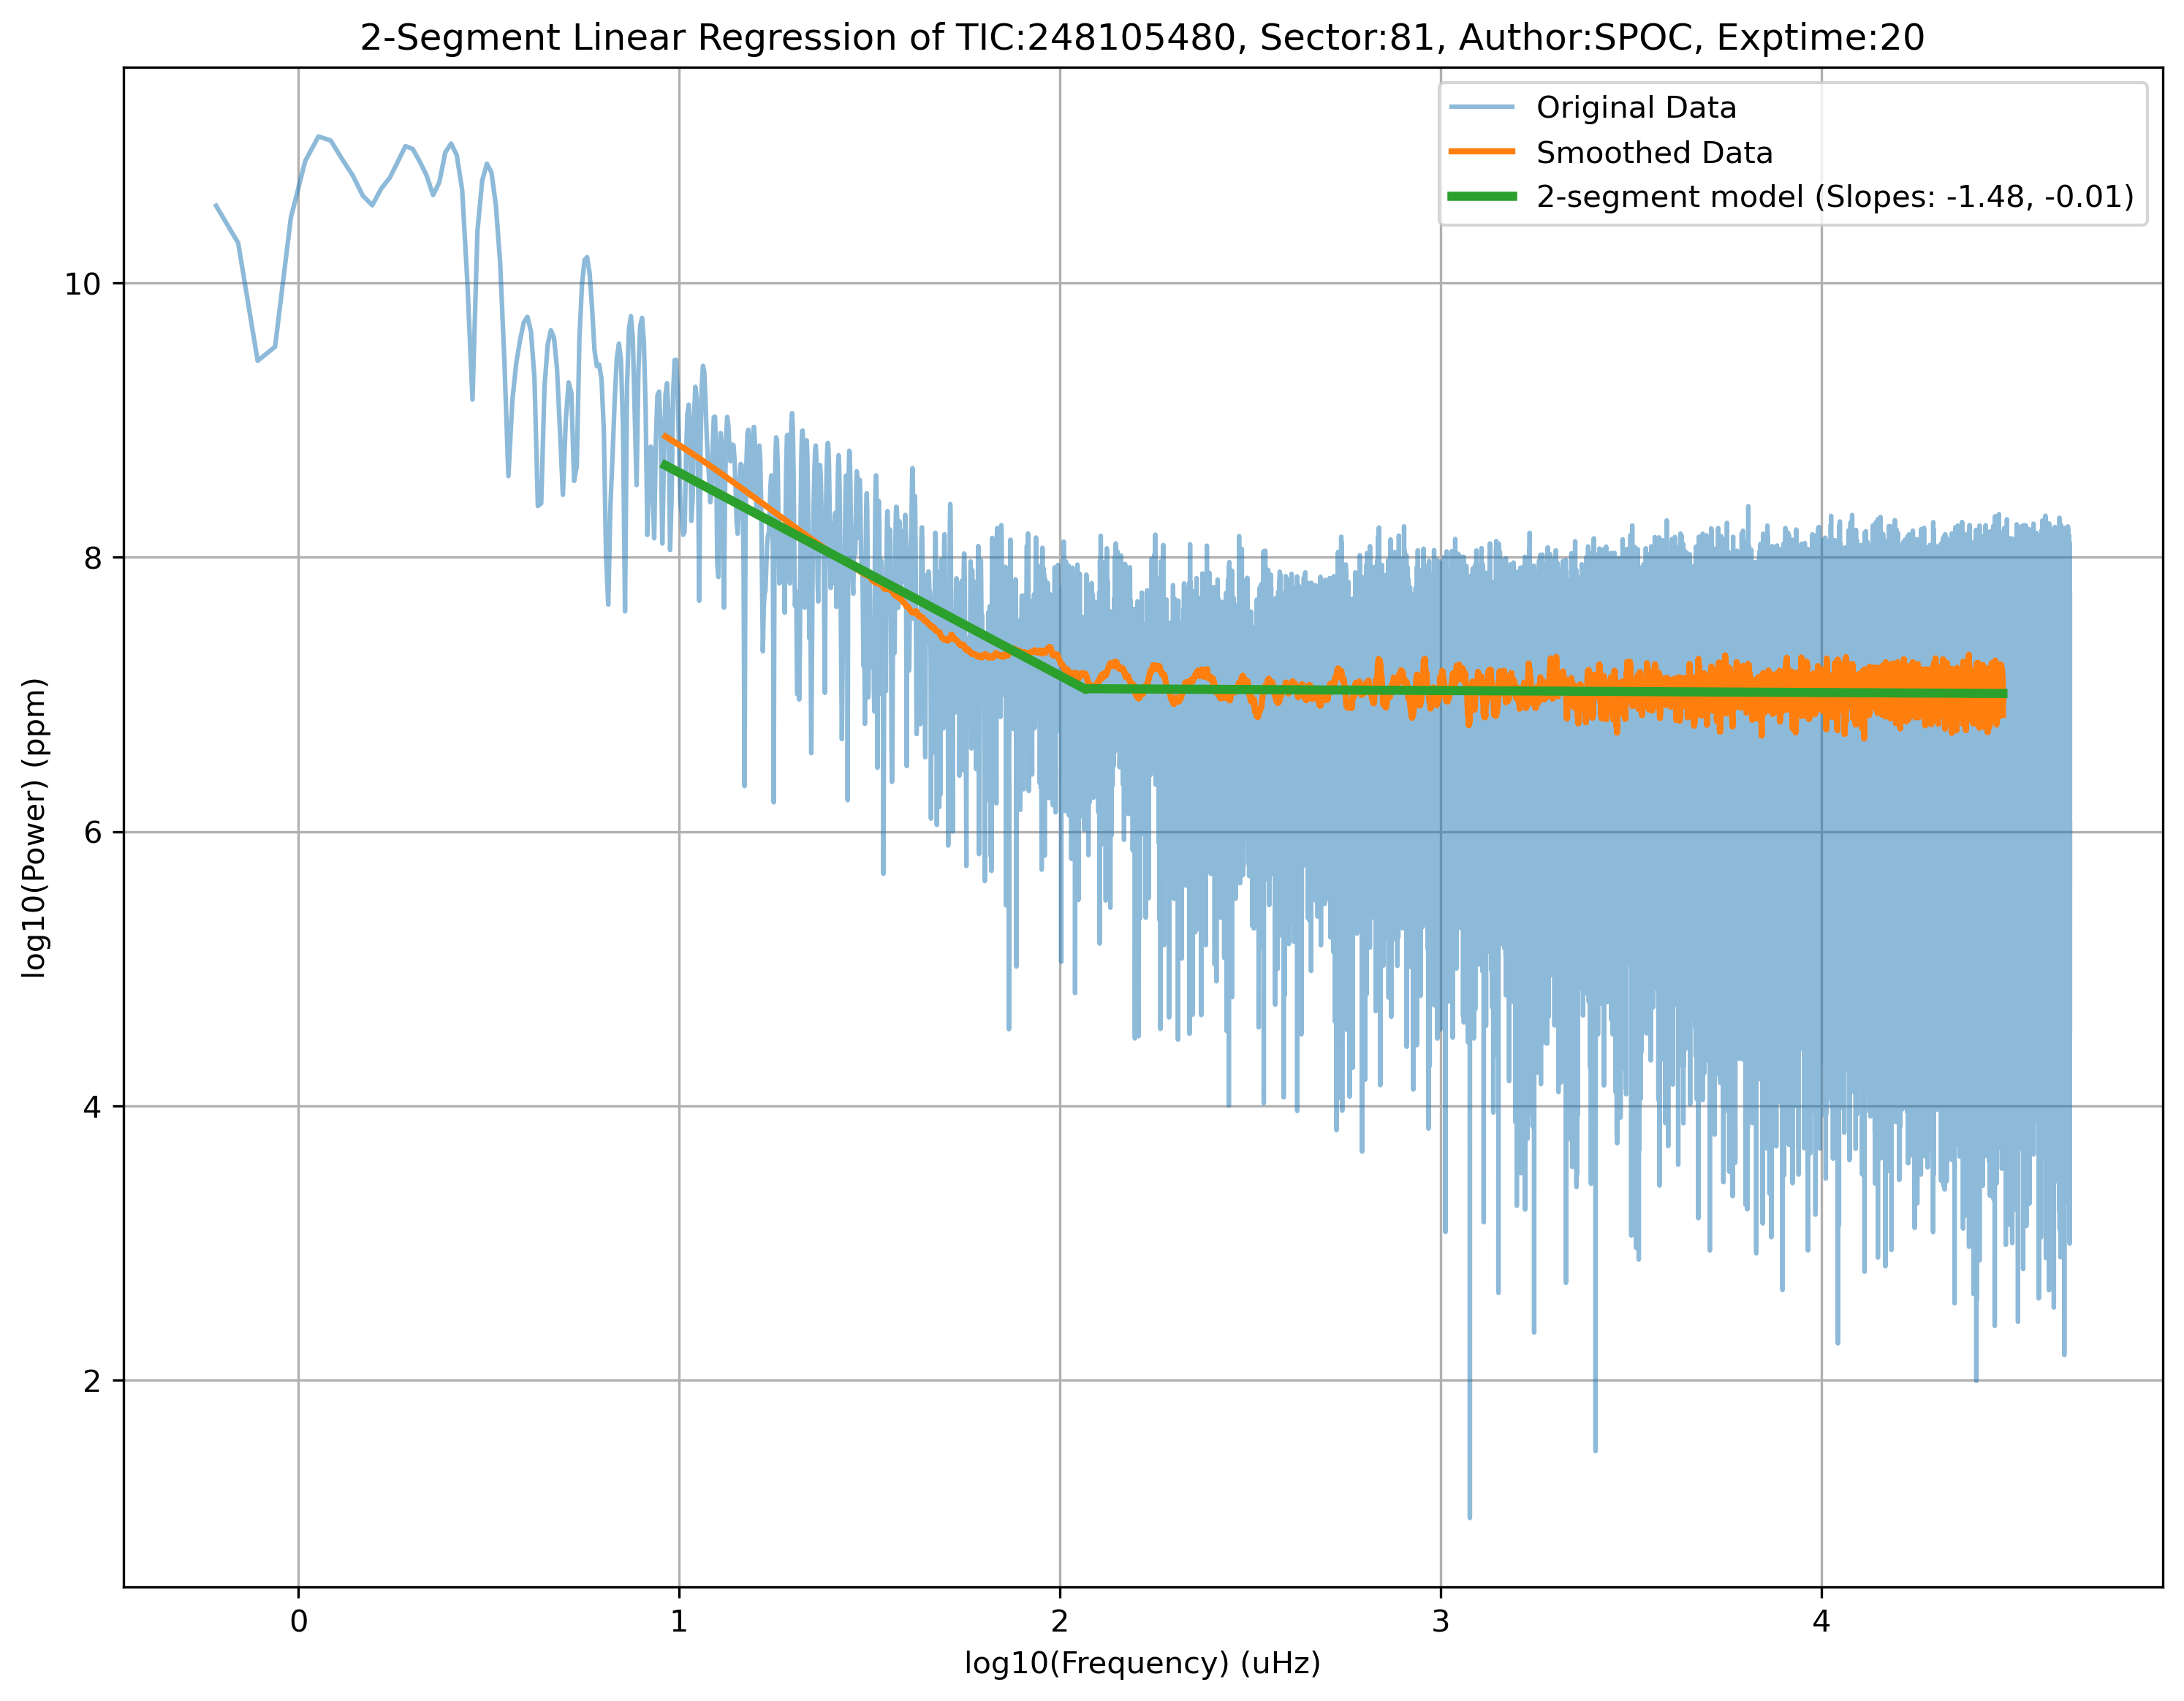 2-Segment Linear Regression of TIC:248105480, Sector:81, Author:SPOC, Exptime:20
Original Data
Smoothed Data
2-segment model (Slopes: -1.48, -0.01)
log10(Power) (ppm)
10
8
6
4
2
0 1 2 3 4
log10(Frequency) (uHz)